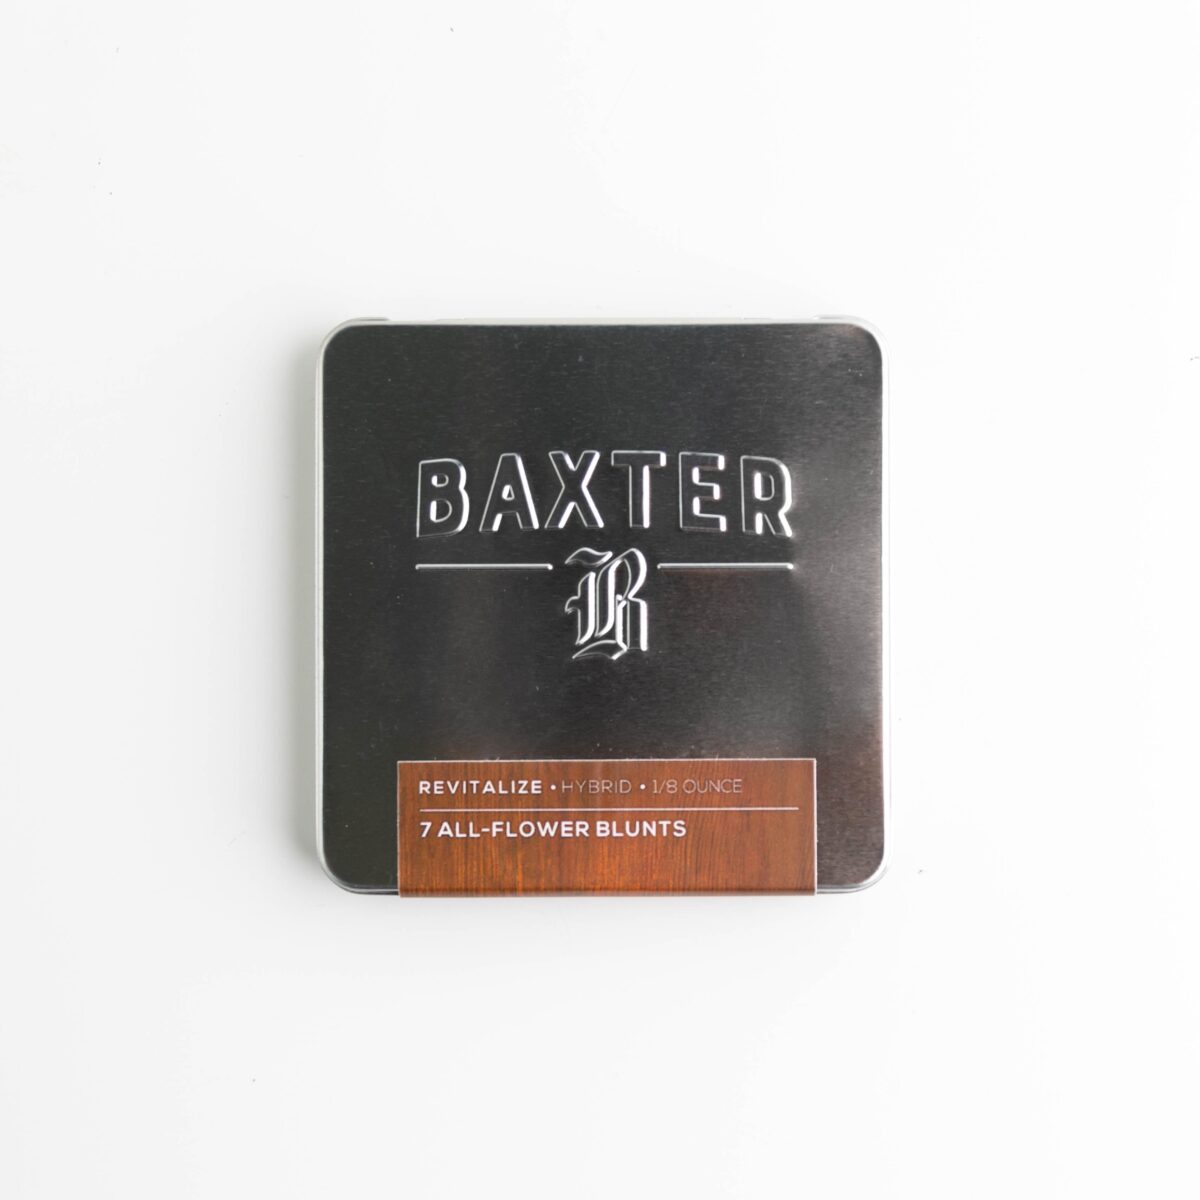 BAXTER
B
REVITALIZE • HYBRID • 1/8 OUNCE
7 ALL-FLOWER BLUNTS